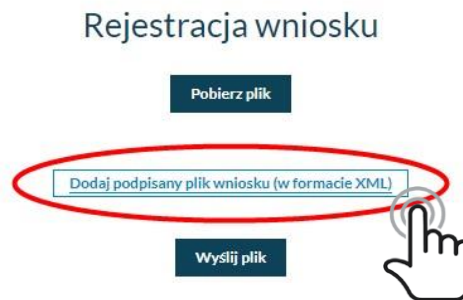 Rejestracja wniosku
Pobierz plik
Dodaj podpisany plik wniosku (w formacie XML)
Wyślij plik